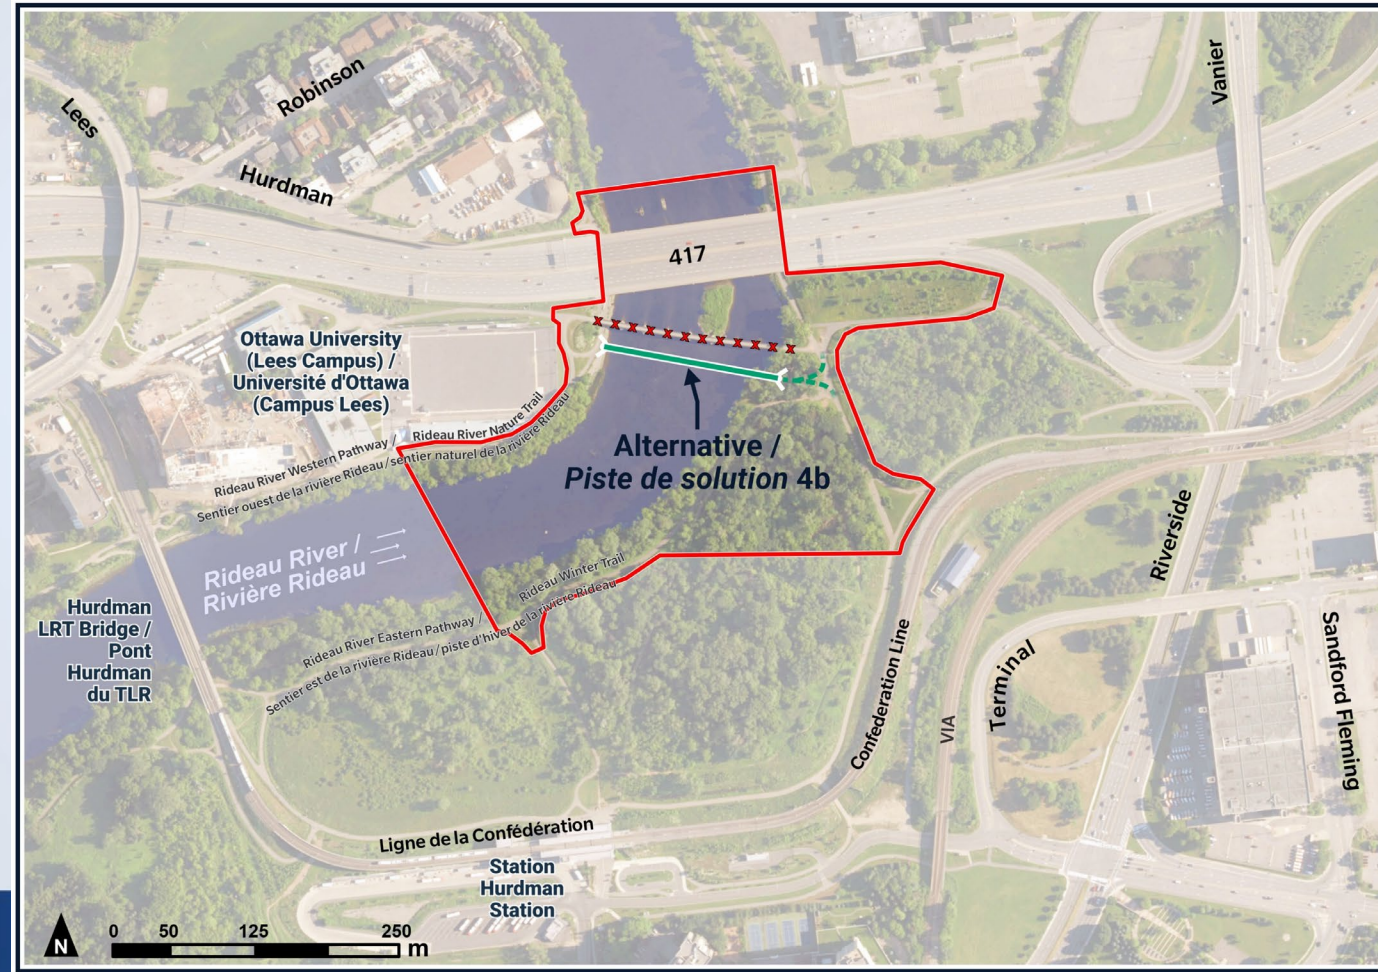 Lees
Robinson
Hurdman
Vanier
417
Ottawa University
(Lees Campus) /
Université d'Ottawa
(Campus Lees)
Rideau River Western Pathway / Rideau River Nature Trail
Sentier ouest de la rivière Rideau / sentier naturel de la rivière Rideau
Alternative /
Piste de solution 4b
Rideau River /
Rivière Rideau
Riverside
Hurdman
LRT Bridge /
Pont
Hurdman
du TLR
Rideau River Eastern Pathway / Rideau Winter Trail
Sentier est de la rivière Rideau / piste d'hiver de la rivière Rideau
Confederation Line
VIA
Terminal
Sandford Fleming
Ligne de la Confédération
Station
Hurdman
Station
N
0 50 125 250
m